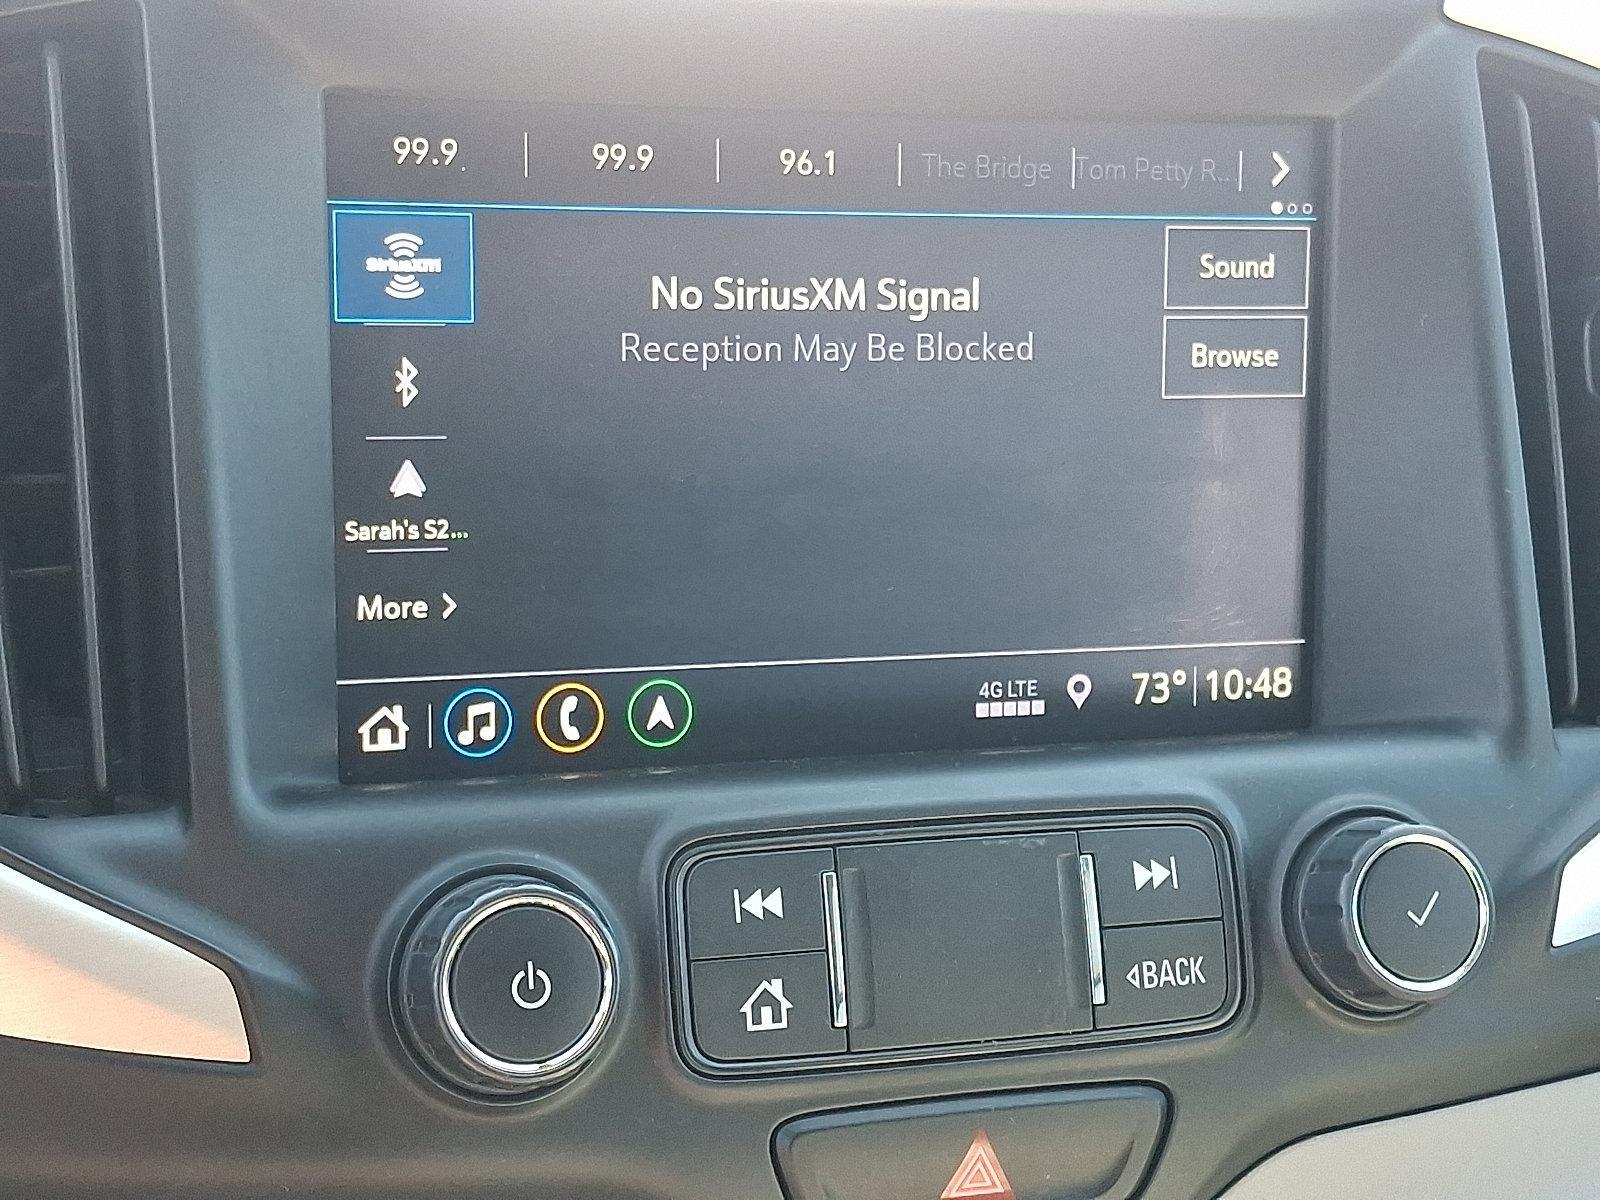 99.9 99.9 96.1 The Bridge Tom Petty R...
SiriusXM
Sound
No SiriusXM Signal
Reception May Be Blocked
Browse
Sarah's S2...
More
4G LTE
73° 10:48
BACK